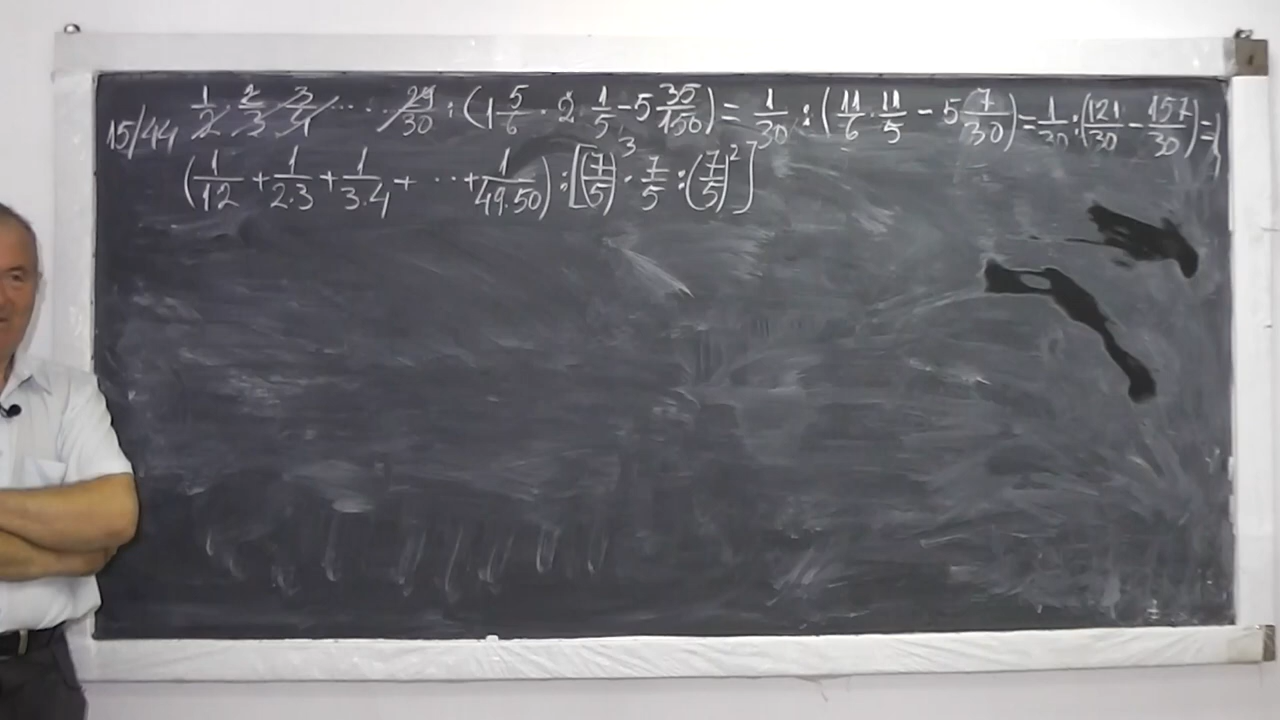 15/44 1/2 · 2/3 · 3/4 · ... · 29/30 : (1 5/6 · 2 · 1/5 - 5 35/150) = 1/30 : (11/6 · 11/5 - 5 7/30) = 1/30 : (121/30 - 157/30) =
(1/12 + 1/2.3 + 1/3.4 + ... + 1/49.50) : [(7/5)³ · 7/5 : (7/5)²]